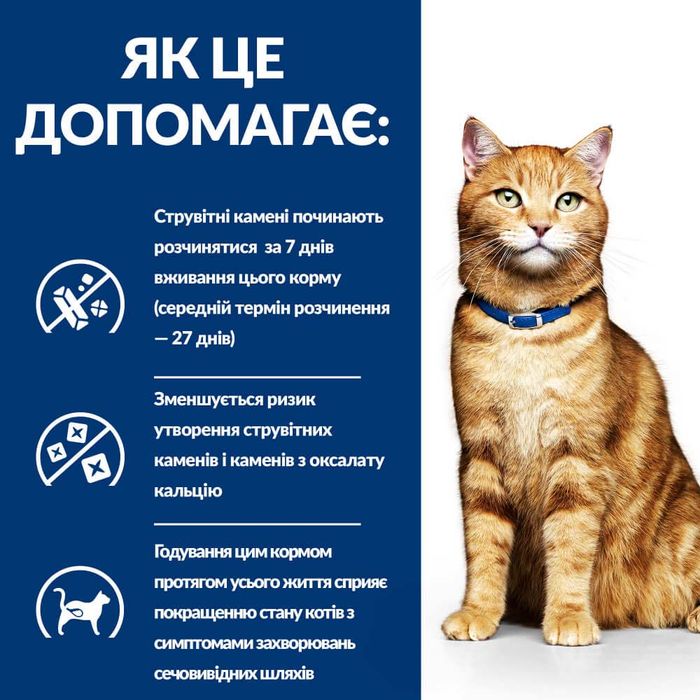 ЯК ЦЕ
ДОПОМАГАЄ:
Струвітні камені починають
розчинятися за 7 днів
вживання цього корму
(середній термін розчинення
— 27 днів)
Зменшується ризик
утворення струвітних
каменів і каменів з оксалату
кальцію
Годування цим кормом
протягом усього життя сприяє
покращенню стану котів з
симптомами захворювань
сечовивідних шляхів